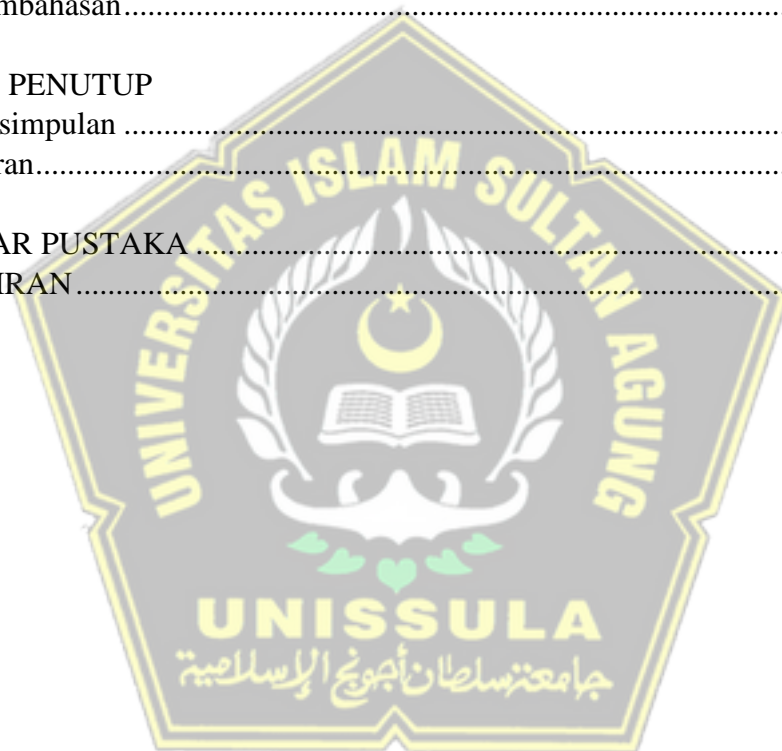 mbahasan....................................................................................
PENUTUP
simpulan ....................................................................................
ran....................................................................................
AR PUSTAKA ....................................................................................
IRAN....................................................................................
UNIVERSITAS ISLAM SULTAN AGUNG
UNISSULA
جامعة سلطان أجونج الإسلامية